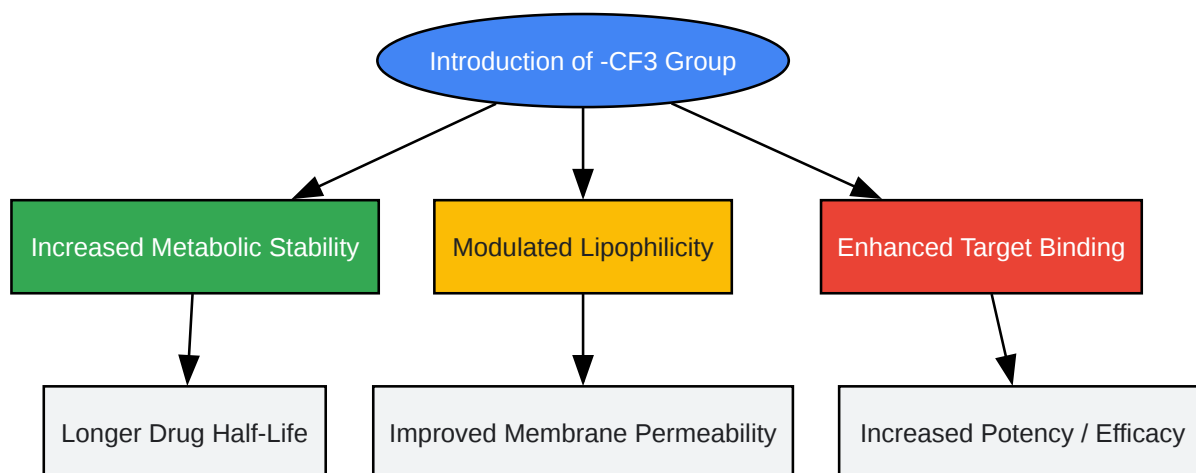 Introduction of -CF3 Group
Increased Metabolic Stability
Modulated Lipophilicity
Enhanced Target Binding
Longer Drug Half-Life
Improved Membrane Permeability
Increased Potency / Efficacy